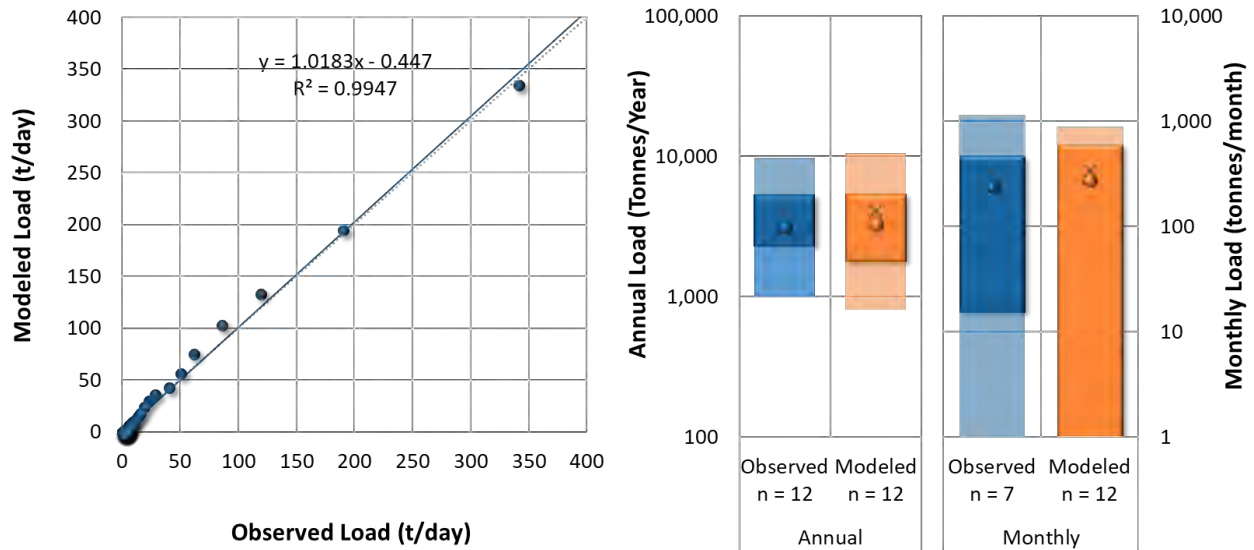 400
350
300
250
200
150
100
50
0
Modeled Load (t/day)
y = 1.0183x - 0.447
R² = 0.9947
0 50 100 150 200 250 300 350 400
Observed Load (t/day)
Annual Load (Tonnes/Year)
100,000
10,000
1,000
100
10,000
1,000
100
10
1
Monthly Load (tonnes/month)
Observed Modeled Observed Modeled
n = 12 n = 12 n = 7 n = 12
Annual Monthly